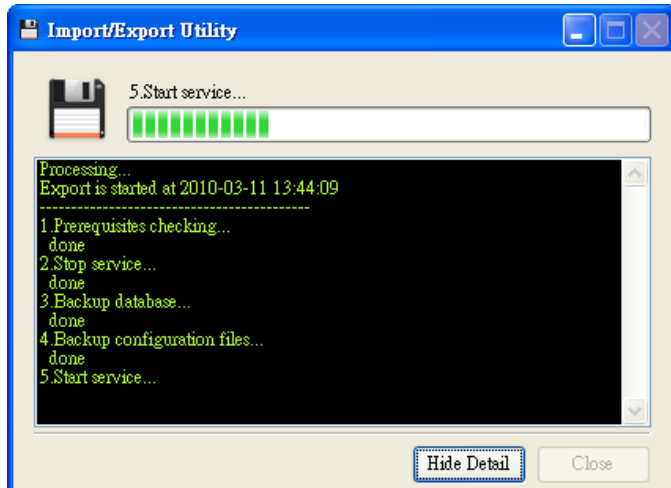 Import/Export Utility
5.Start service...
Processing...
Export is started at 2010-03-11 13:44:09
-------------------------------------------
1.Prerequisites checking...
done
2.Stop service...
done
3.Backup database...
done
4.Backup configuration files...
done
5.Start service...
Hide Detail
Close